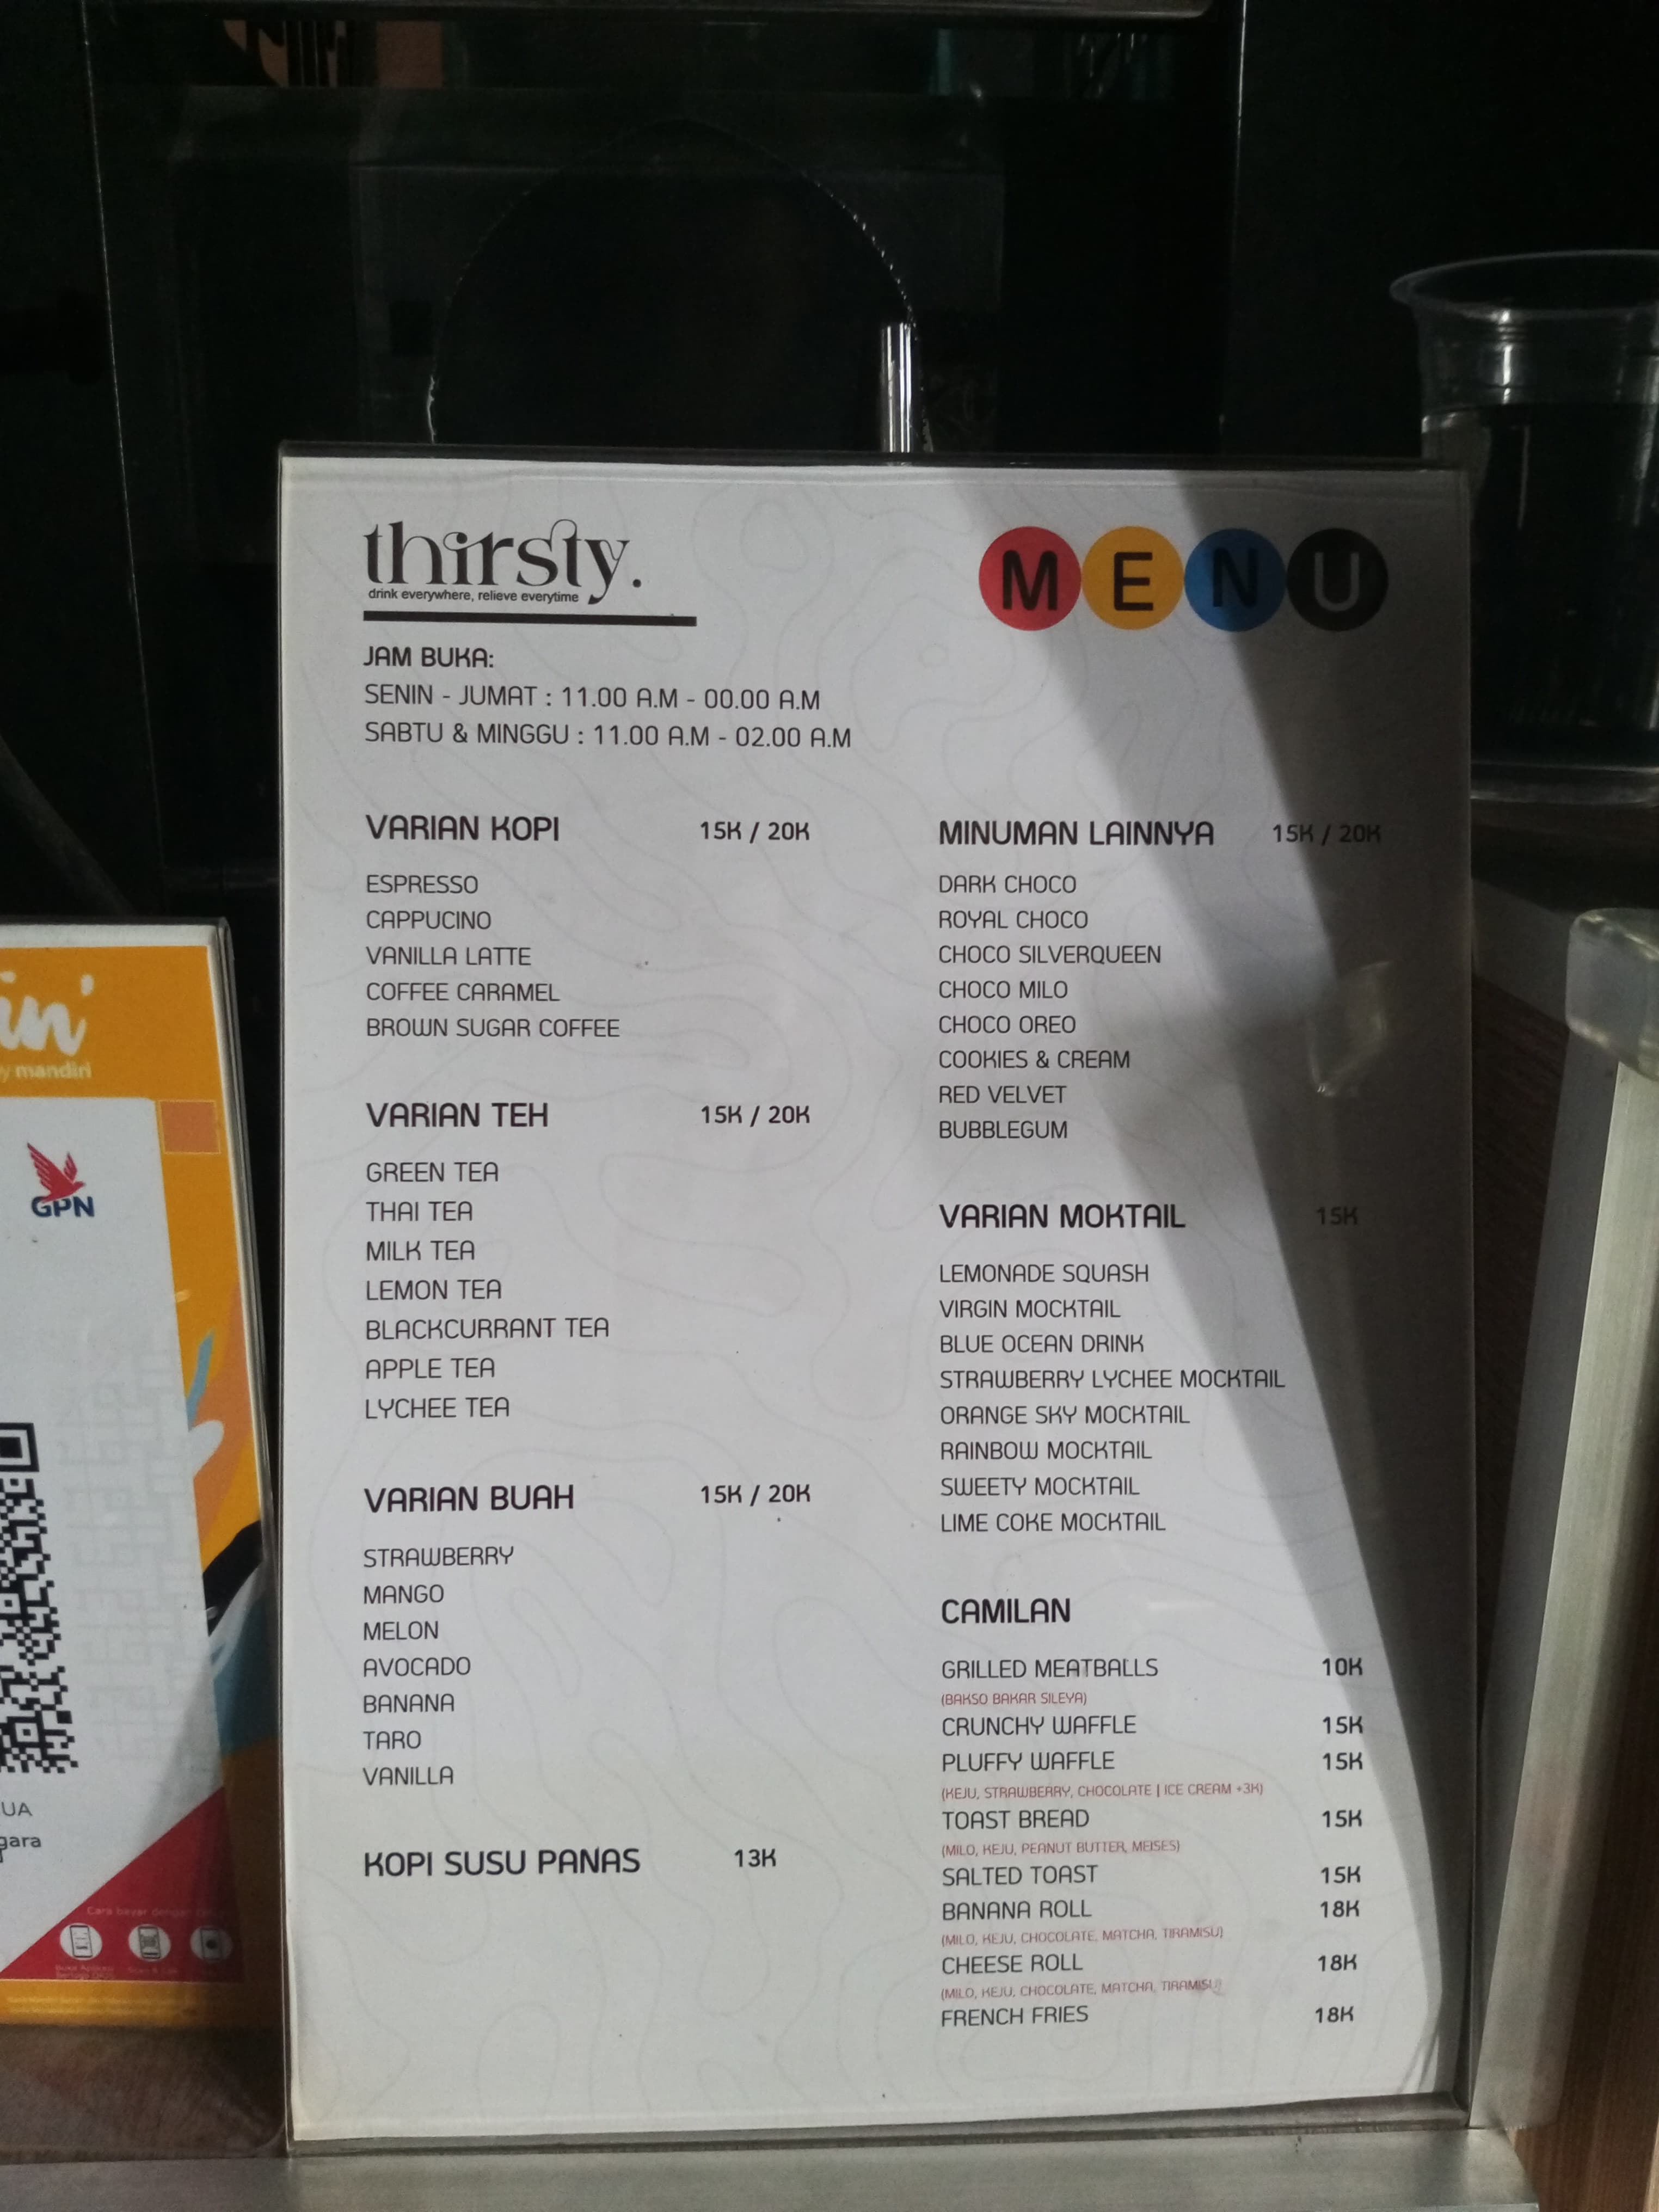 thirsty.
drink everywhere, relieve everytime
MENU
JAM BUKA:
SENIN - JUMAT : 11.00 A.M - 00.00 A.M
SABTU & MINGGU : 11.00 A.M - 02.00 A.M
VARIAN KOPI 15K / 20K
ESPRESSO
CAPPUCINO
VANILLA LATTE
COFFEE CARAMEL
BROWN SUGAR COFFEE
VARIAN TEH 15K / 20K
GREEN TEA
THAI TEA
MILK TEA
LEMON TEA
BLACKCURRANT TEA
APPLE TEA
LYCHEE TEA
VARIAN BUAH 15K / 20K
STRAWBERRY
MANGO
MELON
AVOCADO
BANANA
TARO
VANILLA
KOPI SUSU PANAS 13K
MINUMAN LAINNYA 15K / 20K
DARK CHOCO
ROYAL CHOCO
CHOCO SILVERQUEEN
CHOCO MILO
CHOCO OREO
COOKIES & CREAM
RED VELVET
BUBBLEGUM
VARIAN MOKTAIL 15K
LEMONADE SQUASH
VIRGIN MOCKTAIL
BLUE OCEAN DRINK
STRAWBERRY LYCHEE MOCKTAIL
ORANGE SKY MOCKTAIL
RAINBOW MOCKTAIL
SWEETY MOCKTAIL
LIME COKE MOCKTAIL
CAMILAN
GRILLED MEATBALLS 10K
(BAKSO BAKAR SILEYA)
CRUNCHY WAFFLE 15K
PLUFFY WAFFLE 15K
(KEJU, STRAWBERRY, CHOCOLATE | ICE CREAM +3K)
TOAST BREAD 15K
(MILO, KEJU, PEANUT BUTTER, MEISES)
SALTED TOAST 15K
BANANA ROLL 18K
(MILO, KEJU, CHOCOLATE, MATCHA, TIRAMISU)
CHEESE ROLL 18K
(MILO, KEJU, CHOCOLATE, MATCHA, TIRAMISU)
FRENCH FRIES 18K
in'
y mandiri
GPN
UA
gara
Cara bayar dengan